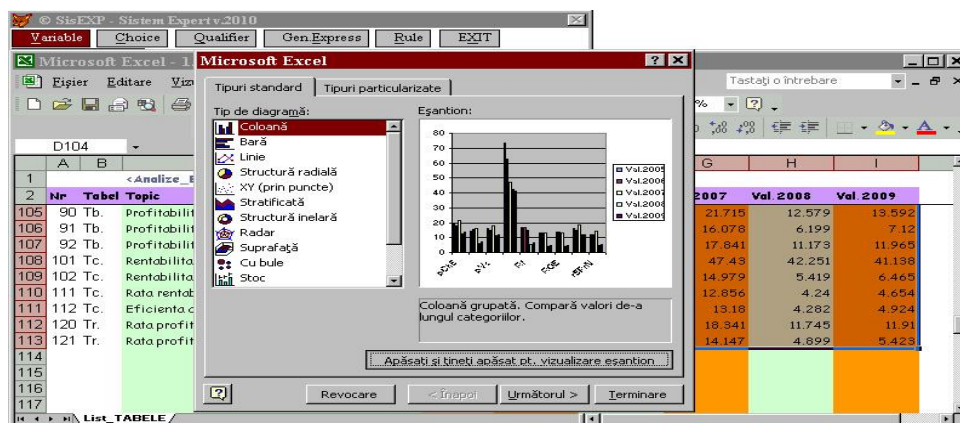 © SisEXP - Sistem Expert v.2010
Variable Choice Qualifier Gen.Express Rule EXIT
Microsoft Excel - 1.
Microsoft Excel
Fişier Editare Viz
Tastaţi o întrebare
Tipuri standard Tipuri particularizate
Tip de diagramă:
Eşantion:
Coloană
Bară
Linie
Structură radială
XY (prin puncte)
Stratificată
Structură inelară
Radar
Suprafaţă
Cu bule
Stoc
80
70
60
50
40
30
20
10
0
Val.2005
Val.2006
Val.2007
Val.2008
Val.2009
Coloană grupată. Compară valori de-a
lungul categoriilor.
Apăsaţi şi ţineţi apăsat pt. vizualizare eşantion
Revocare < Înapoi Următorul > Terminare
D104
A B G H I
1 <Analize_
2 Nr Tabel Topic 2007 Val.2008 Val.2009
105 90 Tb. Profitabilit 21.715 12.579 13.592
106 91 Tb. Profitabilit 16.078 6.199 7.12
107 92 Tb. Profitabilit 17.841 11.173 11.965
108 101 Tc. Rentabilita 47.43 42.251 41.138
109 102 Tc. Rentabilita 14.979 5.419 6.465
110 111 Tc. Rata rentab 12.856 4.24 4.654
111 112 Tc. Eficienta c 13.18 4.282 4.924
112 120 Tr. Rata profit 18.341 11.745 11.91
113 121 Tr. Rata profit 14.147 4.899 5.423
114
115
116
117
List_TABELE